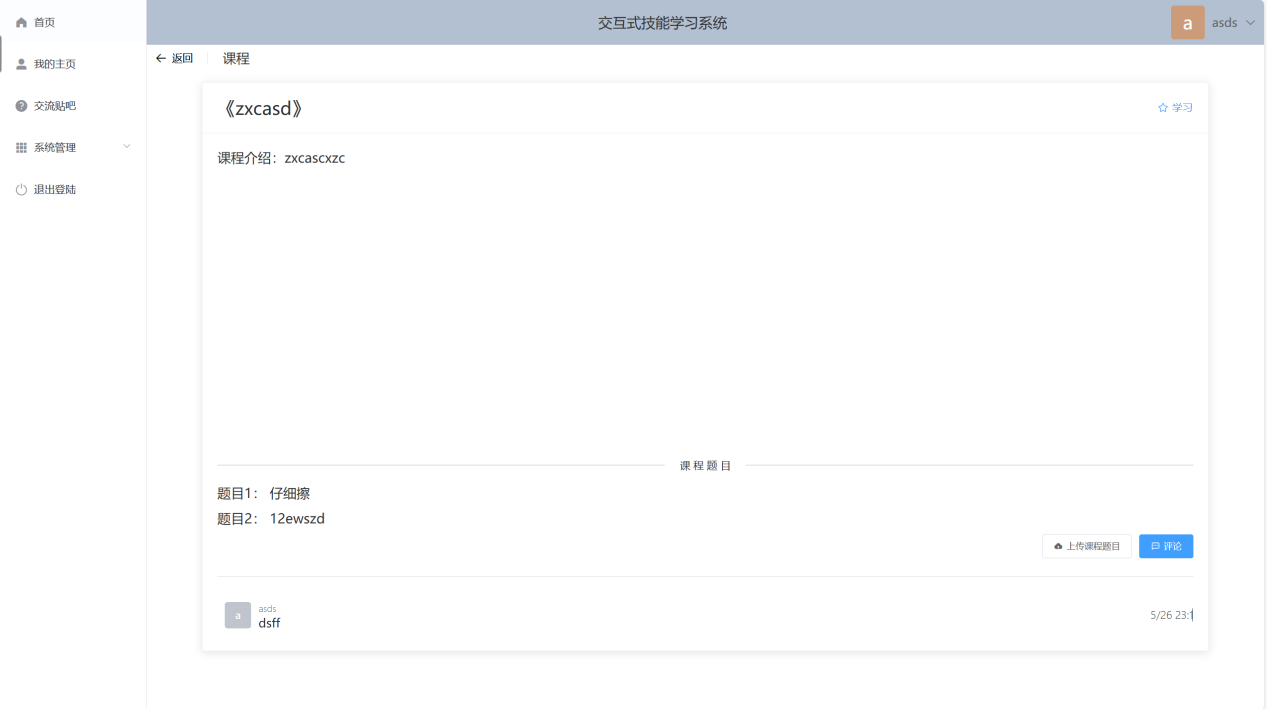 首页
我的主页
交流贴吧
系统管理
退出登陆
交互式技能学习系统
a asds
返回 课程
《zxcasd》 学习
课程介绍：zxcascxzc
课程题目
题目1： 仔细擦
题目2： 12ewszd
上传课程题目 评论
a asds
dsff
5/26 23:1